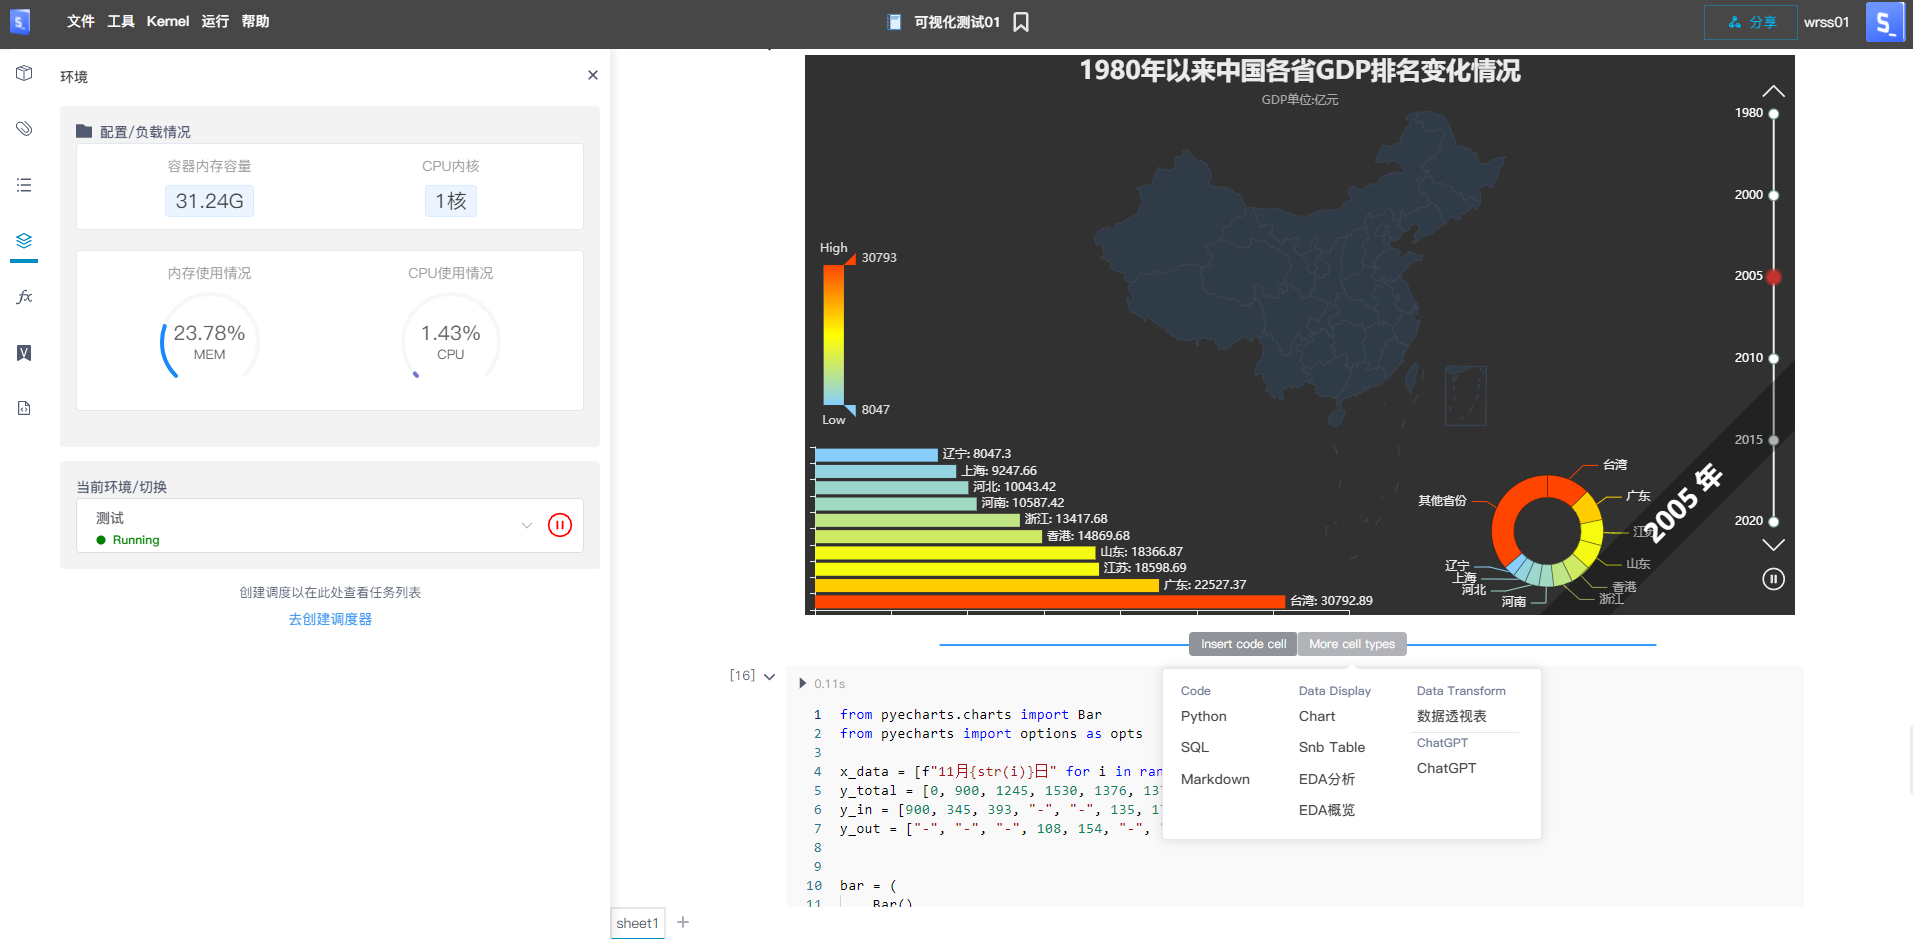 文件 工具 Kernel 运行 帮助
可视化测试01
分享 wrss01
环境
配置/负载情况
容器内存容量
CPU内核
31.24G
1核
内存使用情况
CPU使用情况
23.78%
MEM
1.43%
CPU
当前环境/切换
测试
Running
创建调度以在此处查看任务列表
去创建调度器
1980年以来中国各省GDP排名变化情况
GDP单位:亿元
High
30793
8047
Low
辽宁: 8047.3
上海: 9247.66
河北: 10043.42
河南: 10587.42
浙江: 13417.68
香港: 14869.68
山东: 18366.87
江苏: 18598.69
广东: 22527.37
台湾: 30792.89
台湾
广东
江苏
山东
香港
浙江
河南
河北
上海
辽宁
其他省份
2005 年
1980
2000
2005
2010
2015
2020
Insert code cell
More cell types
[16]
0.11s
1 from pyecharts.charts import Bar
2 from pyecharts import options as opts
3
4 x_data = [f"11月{str(i)}日" for i in ran
5 y_total = [0, 900, 1245, 1530, 1376, 13
6 y_in = [900, 345, 393, "-", "-", 135, 1
7 y_out = ["-", "-", "-", 108, 154, "-",
8
9
10 bar = (
11 Bar()
Code
Python
SQL
Markdown
Data Display
Chart
Snb Table
EDA分析
EDA概览
Data Transform
数据透视表
ChatGPT
ChatGPT
sheet1 +